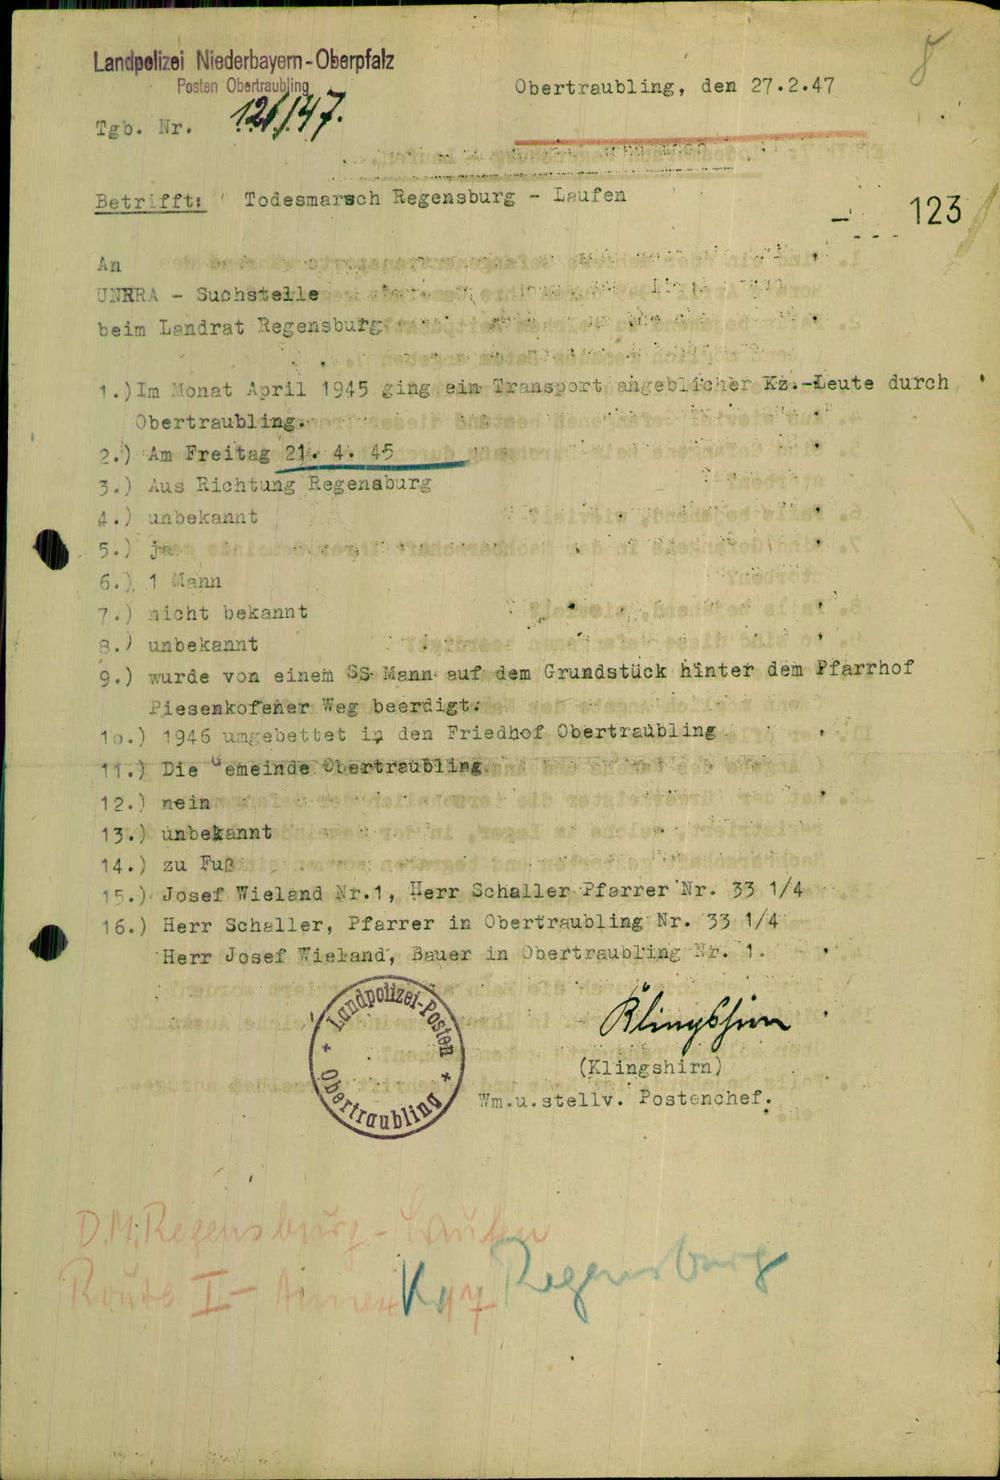 Landpolizei Niederbayern-Oberpfalz
Posten Obertraubling
Obertraubling, den 27.2.47
Tgb. Nr. 121/47.
8
Betrifft: Todesmarsch Regensburg - Laufen
123
An
UNRRA - Suchstelle
beim Landrat Regensburg
1.)Im Monat April 1945 ging ein Transport angeblicher Kz.-Leute durch
Obertraubling.
2.) Am Freitag 21. 4. 45
3.) Aus Richtung Regensburg
4.) unbekannt
5.) ja
6.) 1 Mann
7.) nicht bekannt
8.) unbekannt
9.) wurde von einem SS Mann auf dem Grundstück hinter dem Pfarrhof
Piesenkofener Weg beerdigt.
1o.) 1946 umgebettet in den Friedhof Obertraubling
11.) Die Gemeinde Obertraubling.
12.) nein
13.) unbekannt
14.) zu Fuß
15.) Josef Wieland Nr.1, Herr Schaller Pfarrer Nr. 33 1/4
16.) Herr Schaller, Pfarrer in Obertraubling Nr. 33 1/4
Herr Josef Wieland, Bauer in Obertraubling Nr. 1.
Landpolizei-Posten
+ Obertraubling +
Klingshirn
(Klingshirn)
Wm.u.stellv. Postenchef.
D.M. Regensburg - Laufen
Route I - Annex
Regensburg